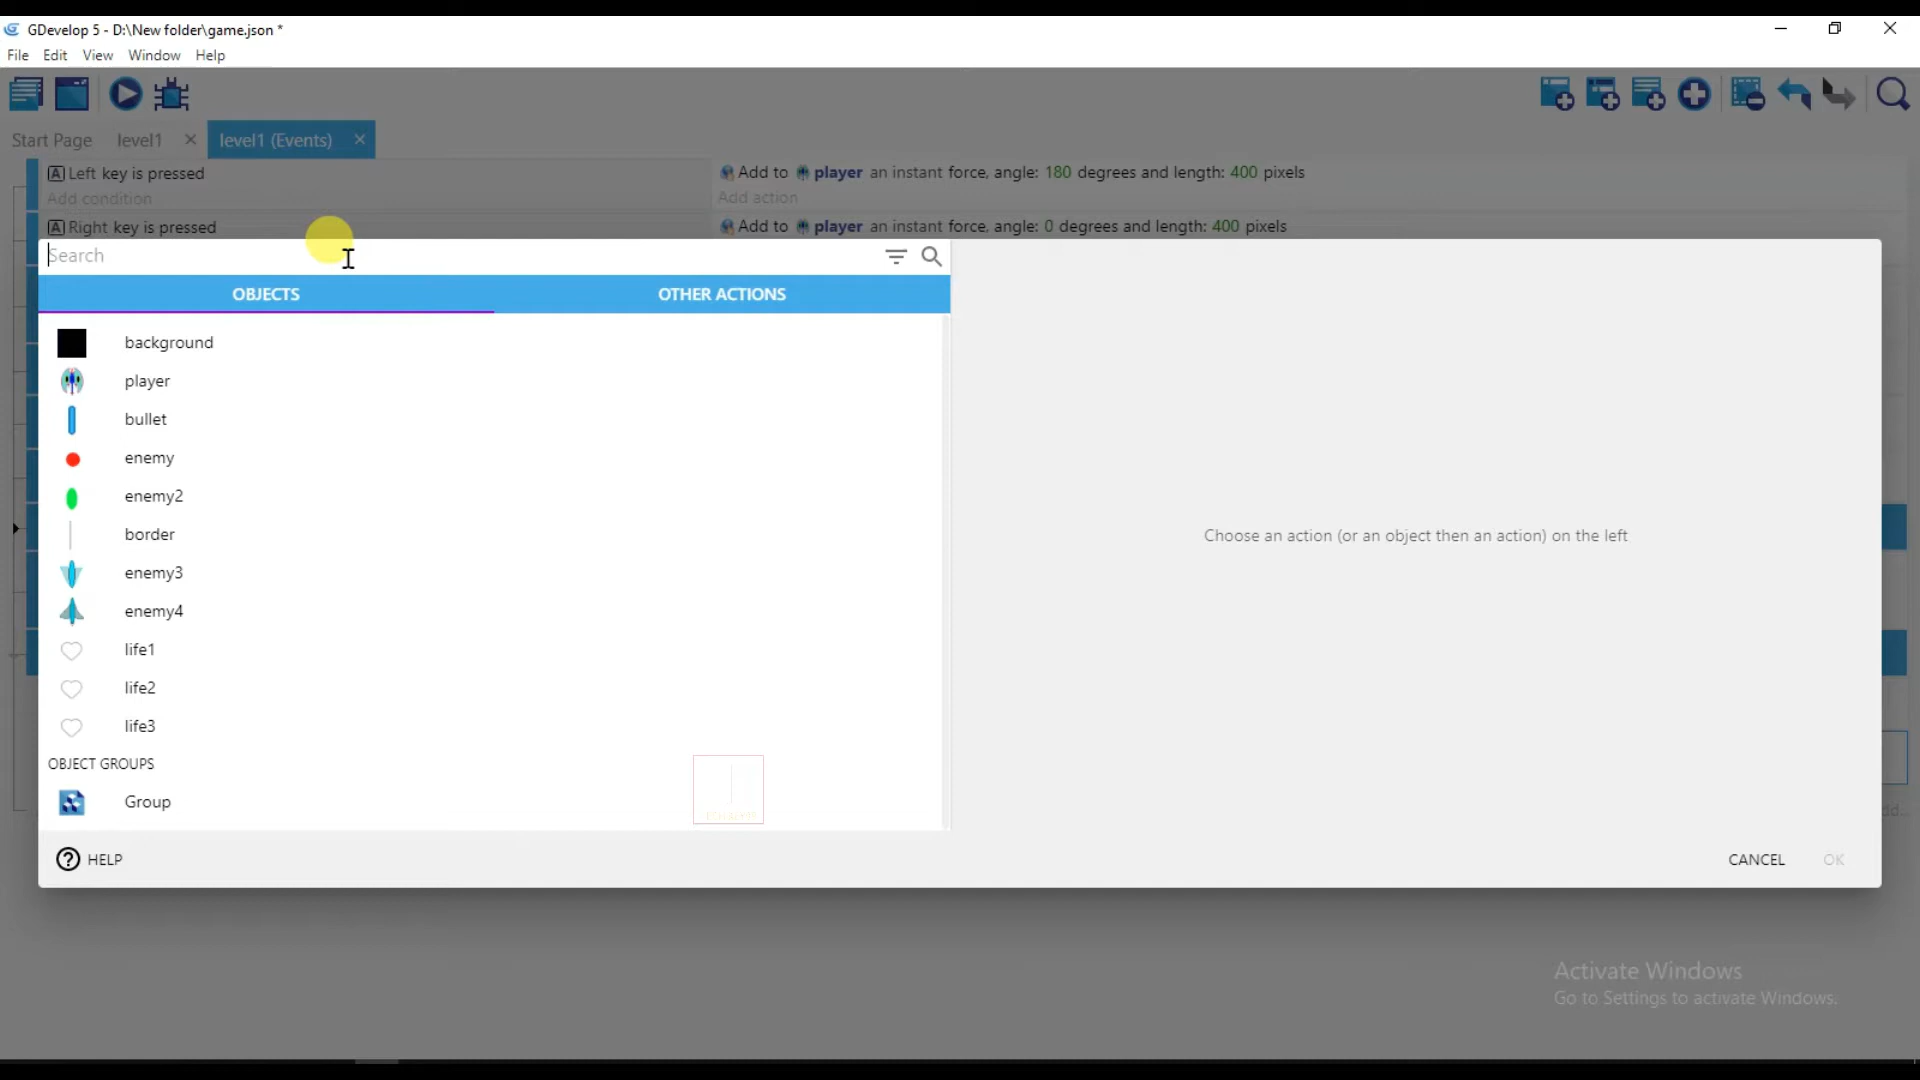 GDevelop 5 - D:\New folder\game.json *
File Edit View Window Help
Start Page level1 level1 (Events)
Left key is pressed
Add to player an instant force, angle: 180 degrees and length: 400 pixels
Add condition
Add action
Right key is pressed
Add to player an instant force, angle: 0 degrees and length: 400 pixels
Search
OBJECTS
OTHER ACTIONS
background
player
bullet
enemy
enemy2
border
enemy3
enemy4
life1
life2
life3
OBJECT GROUPS
Group
Choose an action (or an object then an action) on the left
HELP
CANCEL OK
Activate Windows
Go to Settings to activate Windows.